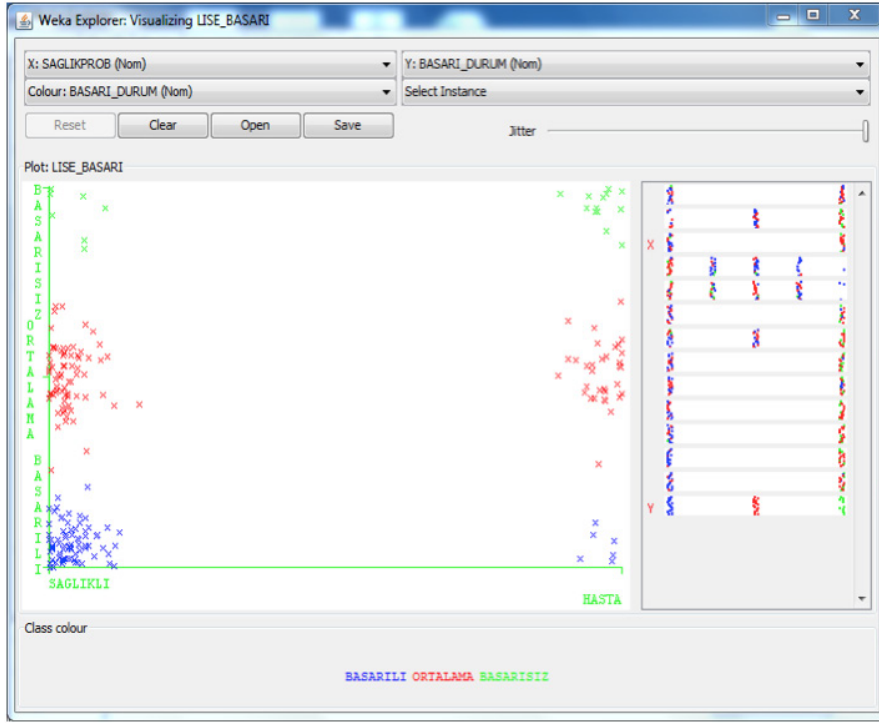 Weka Explorer: Visualizing LISE_BASARI
X: SAGLIKPROB (Nom) Y: BASARI_DURUM (Nom)
Colour: BASARI_DURUM (Nom) Select Instance
Reset Clear Open Save Jitter
Plot: LISE_BASARI
BASARISIZ
ORTALAMA
BASARILI
SAGLIKLI
HASTA
X
Y
Class colour
BASARILI ORTALAMA BASARISIZ